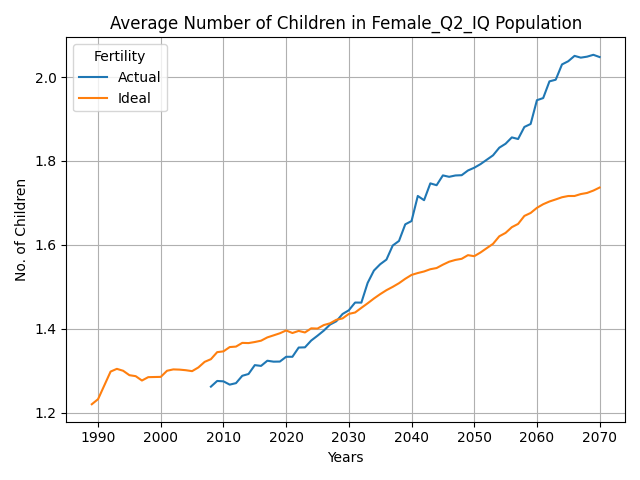 Average Number of Children in Female_Q2_IQ Population
Fertility
Actual
Ideal
No. of Children
2.0
1.8
1.6
1.4
1.2
1990 2000 2010 2020 2030 2040 2050 2060 2070
Years